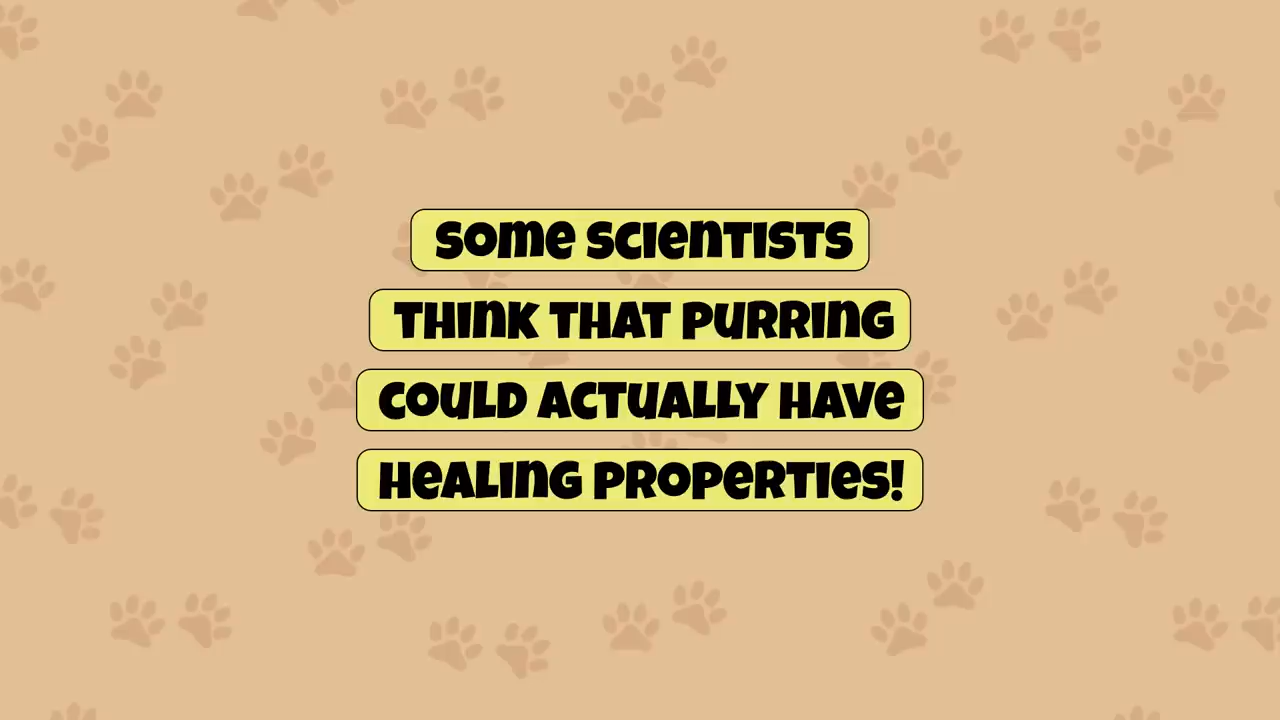 Some scientists
think that purring
could actually have
healing properties!